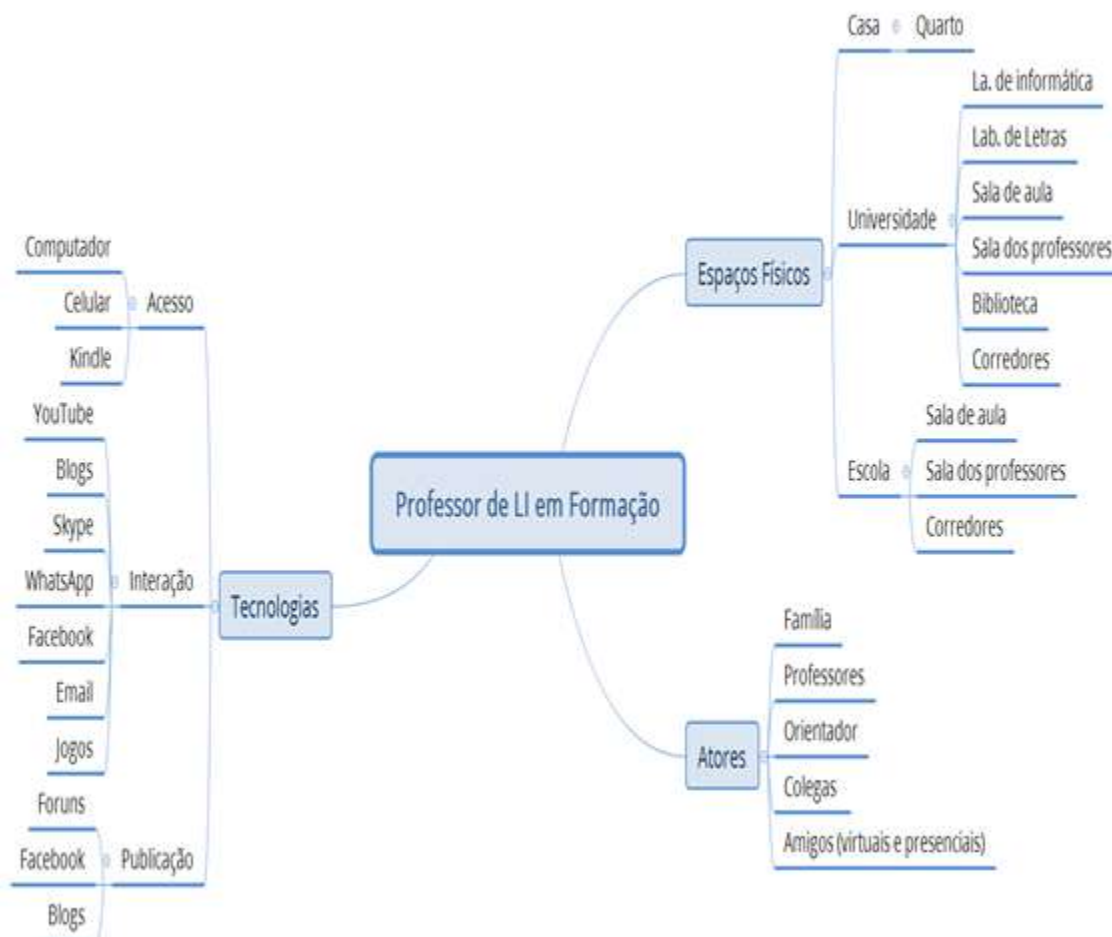 Professor de LI em Formação
Espaços Físicos
Casa
Quarto
Universidade
La. de informática
Lab. de Letras
Sala de aula
Sala dos professores
Biblioteca
Corredores
Escola
Sala de aula
Sala dos professores
Corredores
Atores
Família
Professores
Orientador
Colegas
Amigos (virtuais e presenciais)
Tecnologias
Acesso
Computador
Celular
Kindle
Interação
YouTube
Blogs
Skype
WhatsApp
Facebook
Email
Jogos
Publicação
Foruns
Facebook
Blogs